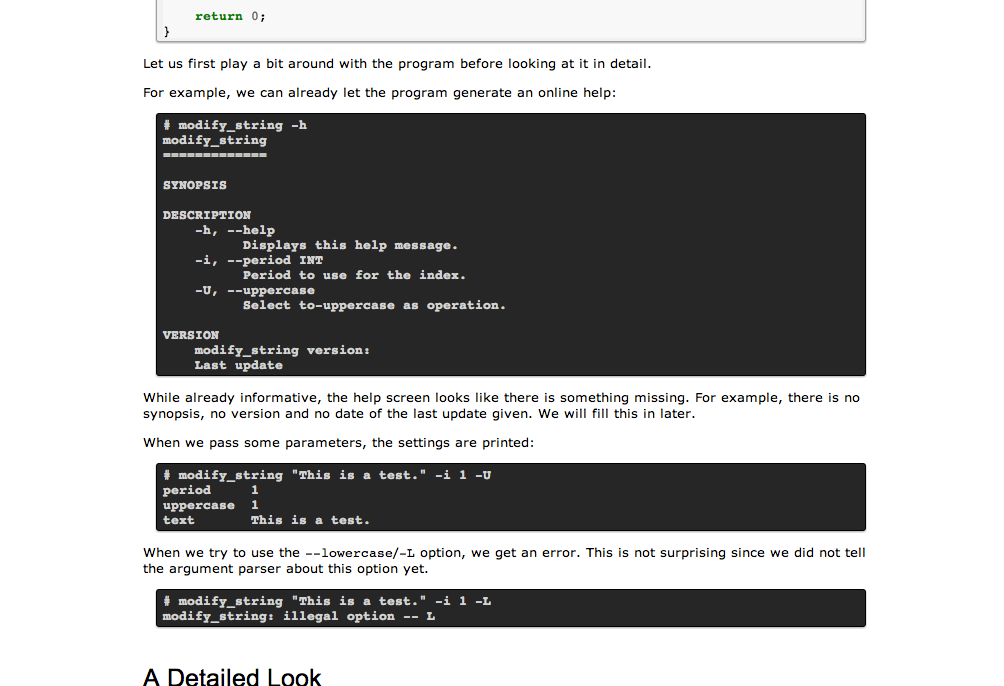 return 0;
}
Let us first play a bit around with the program before looking at it in detail.
For example, we can already let the program generate an online help:
# modify_string -h
modify_string
=============
SYNOPSIS
DESCRIPTION
-h, --help
Displays this help message.
-i, --period INT
Period to use for the index.
-U, --uppercase
Select to-uppercase as operation.
VERSION
modify_string version:
Last update
While already informative, the help screen looks like there is something missing. For example, there is no
synopsis, no version and no date of the last update given. We will fill this in later.
When we pass some parameters, the settings are printed:
# modify_string "This is a test." -i 1 -U
period     1
uppercase  1
text       This is a test.
When we try to use the --lowercase/-L option, we get an error. This is not surprising since we did not tell
the argument parser about this option yet.
# modify_string "This is a test." -i 1 -L
modify_string: illegal option -- L
A Detailed Look